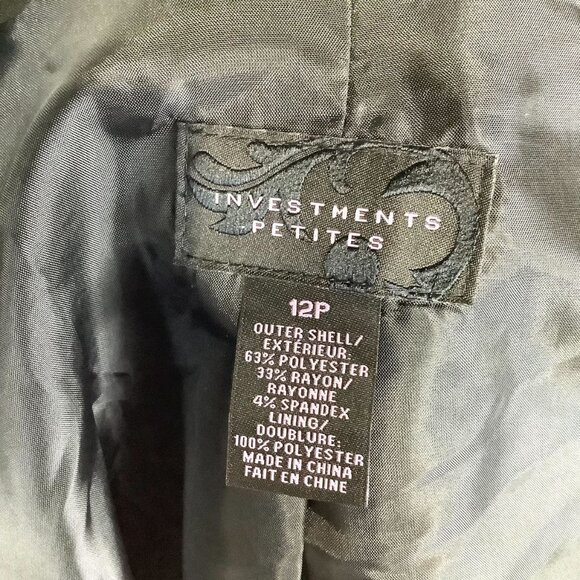 INVESTMENTS
PETITES
12P
OUTER SHELL/
EXTÉRIEUR:
63% POLYESTER
33% RAYON/
RAYONNE
4% SPANDEX
LINING/
DOUBLURE:
100% POLYESTER
MADE IN CHINA
FAIT EN CHINE